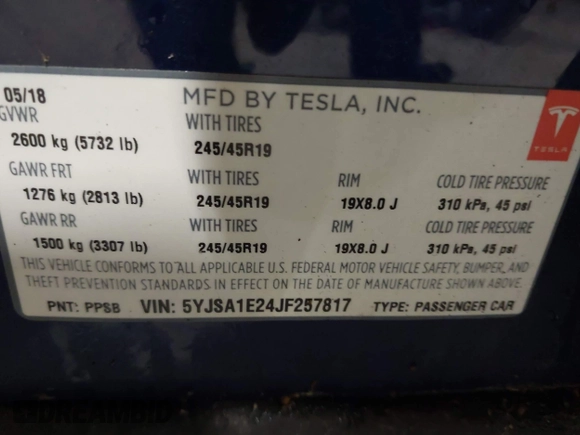 05/18 MFD BY TESLA, INC.
GVWR WITH TIRES
2600 kg (5732 lb) 245/45R19
TESLA
GAWR FRT WITH TIRES RIM COLD TIRE PRESSURE
1276 kg (2813 lb) 245/45R19 19X8.0 J 310 kPa, 45 psi
GAWR RR WITH TIRES RIM COLD TIRE PRESSURE
1500 kg (3307 lb) 245/45R19 19X8.0 J 310 kPa, 45 psi
THIS VEHICLE CONFORMS TO ALL APPLICABLE U.S. FEDERAL MOTOR VEHICLE SAFETY, BUMPER, AND
THEFT PREVENTION STANDARDS IN EFFECT ON THE DATE OF MANUFACTURE SHOWN ABOVE.
PNT: PPSB VIN: 5YJSA1E24JF257817 TYPE: PASSENGER CAR
DREAMBID